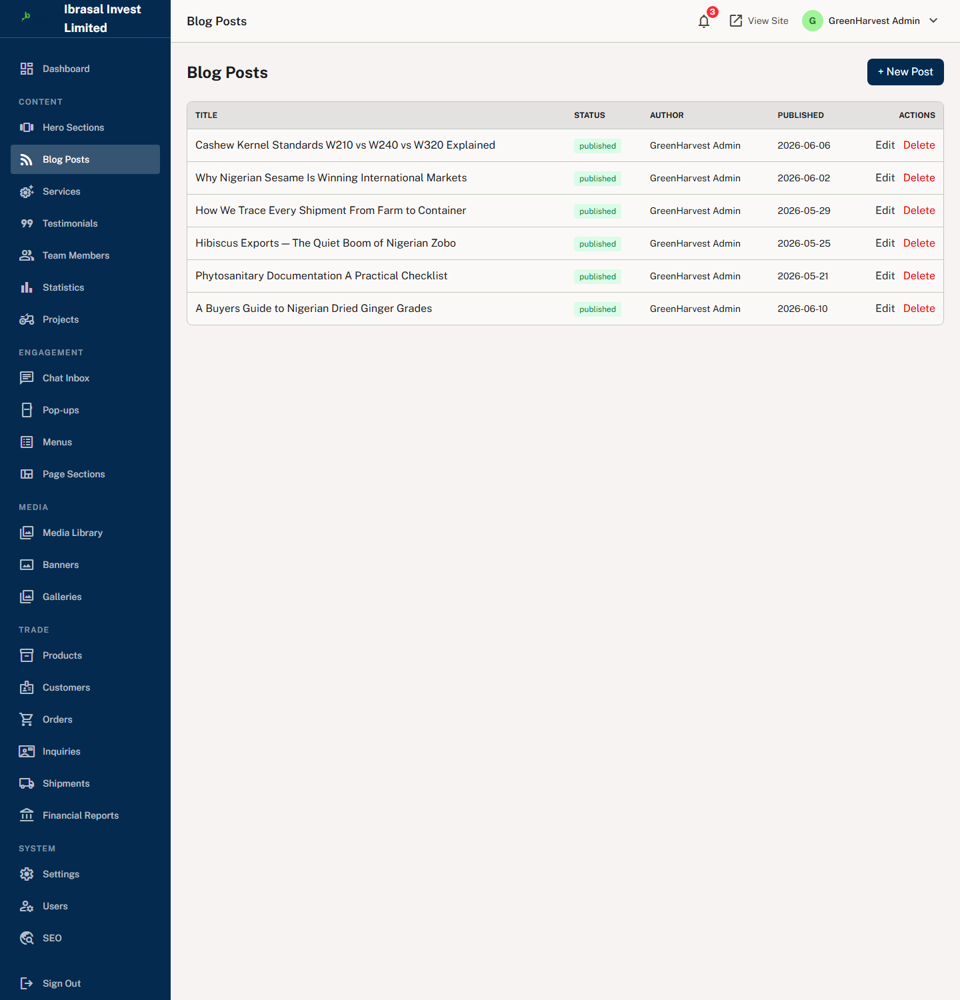 Ibrasal Invest
Limited
Dashboard
CONTENT
Hero Sections
Blog Posts
Services
Testimonials
Team Members
Statistics
Projects
ENGAGEMENT
Chat Inbox
Pop-ups
Menus
Page Sections
MEDIA
Media Library
Banners
Galleries
TRADE
Products
Customers
Orders
Inquiries
Shipments
Financial Reports
SYSTEM
Settings
Users
SEO
Sign Out
Blog Posts
3
View Site
G
GreenHarvest Admin
Blog Posts
+ New Post
TITLE STATUS AUTHOR PUBLISHED ACTIONS
Cashew Kernel Standards W210 vs W240 vs W320 Explained published GreenHarvest Admin 2026-06-06 Edit Delete
Why Nigerian Sesame Is Winning International Markets published GreenHarvest Admin 2026-06-02 Edit Delete
How We Trace Every Shipment From Farm to Container published GreenHarvest Admin 2026-05-29 Edit Delete
Hibiscus Exports — The Quiet Boom of Nigerian Zobo published GreenHarvest Admin 2026-05-25 Edit Delete
Phytosanitary Documentation A Practical Checklist published GreenHarvest Admin 2026-05-21 Edit Delete
A Buyers Guide to Nigerian Dried Ginger Grades published GreenHarvest Admin 2026-06-10 Edit Delete